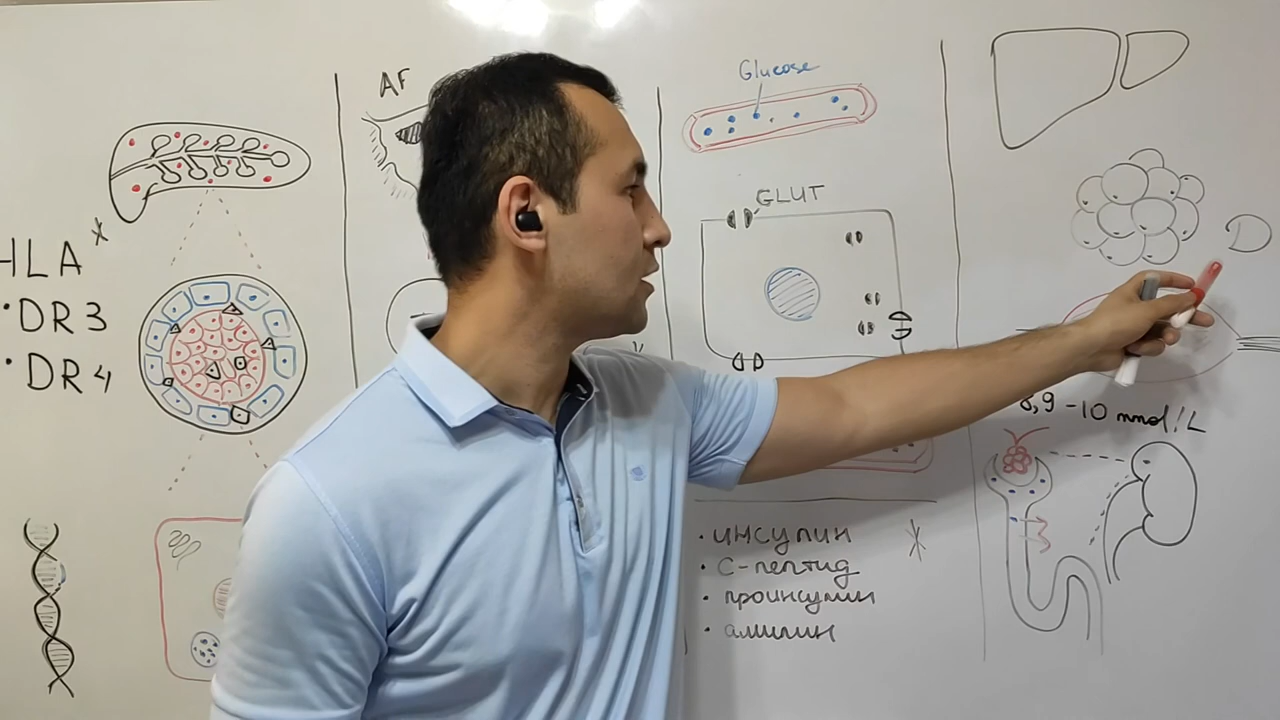 HLA *
• DR3
• DR4
AF
Glucose
GLUT
• инсулин
• С-пептид
• проинсулин
• амилин
8,9 - 10 mmol/L